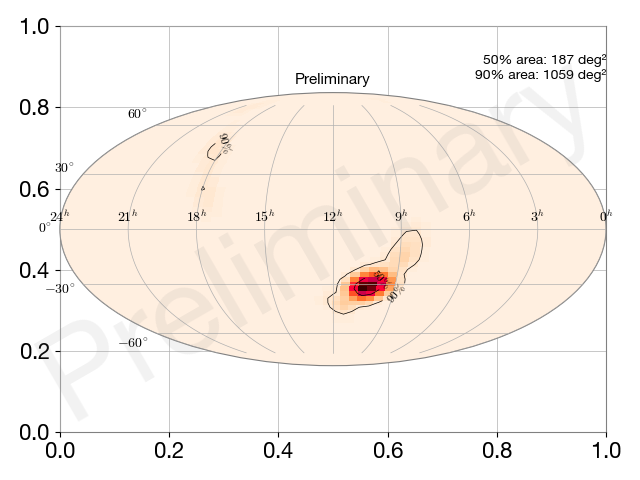 1.0
50% area: 187 deg²
90% area: 1059 deg²
Preliminary
0.8
60°
90%
30°
0.6
24h 21h 18h 15h 12h 9h 6h 3h 0h
0°
0.4
90%
−30°
0.2
−60°
0.0
0.0 0.2 0.4 0.6 0.8 1.0
Preliminary